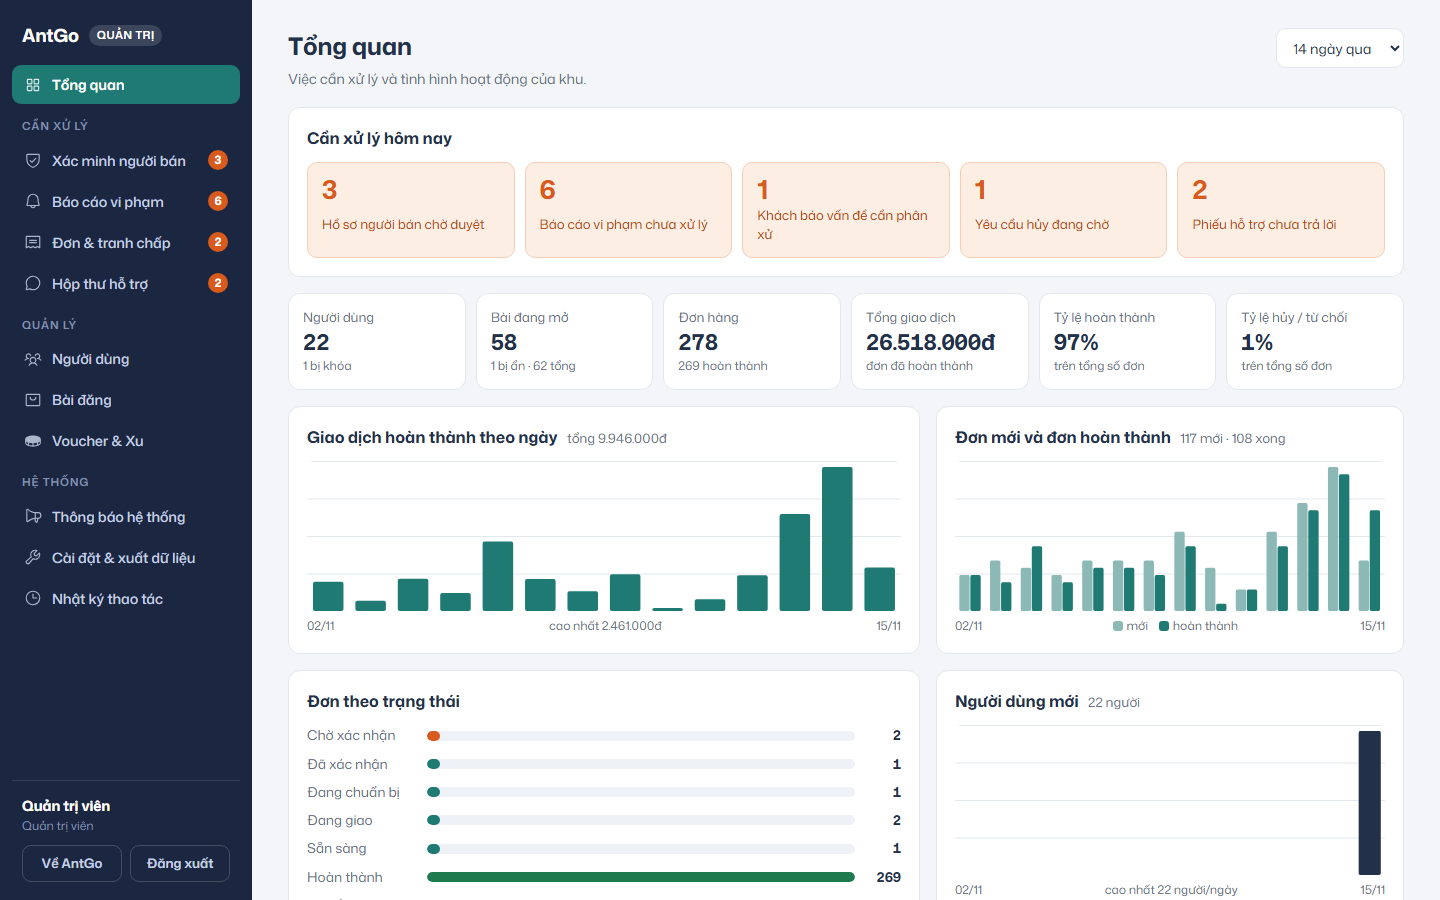 AntGo QUẢN TRỊ
Tổng quan
CẦN XỬ LÝ
Xác minh người bán 3
Báo cáo vi phạm 6
Đơn & tranh chấp 2
Hộp thư hỗ trợ 2
QUẢN LÝ
Người dùng
Bài đăng
Voucher & Xu
HỆ THỐNG
Thông báo hệ thống
Cài đặt & xuất dữ liệu
Nhật ký thao tác
Quản trị viên
Quản trị viên
Về AntGo Đăng xuất
Tổng quan
14 ngày qua
Việc cần xử lý và tình hình hoạt động của khu.
Cần xử lý hôm nay
3
Hồ sơ người bán chờ duyệt
6
Báo cáo vi phạm chưa xử lý
1
Khách báo vấn đề cần phân
xử
1
Yêu cầu hủy đang chờ
2
Phiếu hỗ trợ chưa trả lời
Người dùng
22
1 bị khóa
Bài đang mở
58
1 bị ẩn · 62 tổng
Đơn hàng
278
269 hoàn thành
Tổng giao dịch
26.518.000đ
đơn đã hoàn thành
Tỷ lệ hoàn thành
97%
trên tổng số đơn
Tỷ lệ hủy / từ chối
1%
trên tổng số đơn
Giao dịch hoàn thành theo ngày tổng 9.946.000đ
02/11 cao nhất 2.461.000đ 15/11
Đơn mới và đơn hoàn thành 117 mới · 108 xong
02/11 mới hoàn thành 15/11
Đơn theo trạng thái
Chờ xác nhận 2
Đã xác nhận 1
Đang chuẩn bị 1
Đang giao 2
Sẵn sàng 1
Hoàn thành 269
Người dùng mới 22 người
02/11 cao nhất 22 người/ngày 15/11